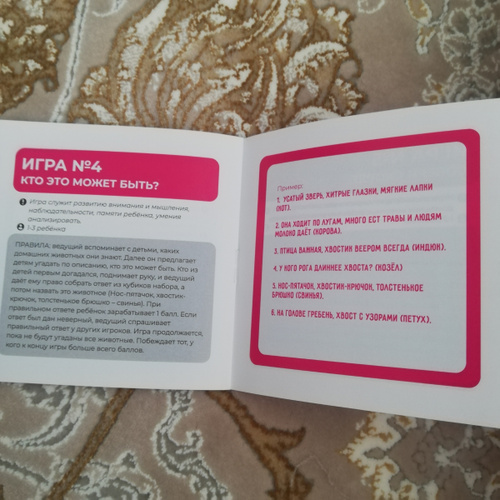 ИГРА №4
КТО ЭТО МОЖЕТ БЫТЬ?
Игра служит развитию внимания и мышления,
наблюдательности, памяти ребёнка, умения
анализировать.
1-3 ребёнка
ПРАВИЛА: ведущий вспоминает с детьми, каких
домашних животных они знают. Далее он предлагает
детям угадать по описанию, кто это может быть. Кто из
детей первым догадался, поднимает руку, и ведущий
даёт ему право собрать ответ из кубиков набора, а
потом назвать это животное (Нос-пятачок, хвостик-
крючок, толстенькое брюшко – свинья). При
правильном ответе ребёнок зарабатывает 1 балл. Если
ответ был дан неверный, ведущий спрашивает
правильный ответ у других игроков. Игра продолжается,
пока не будут угаданы все животные. Побеждает тот, у
кого к концу игры больше всего баллов.
Пример:
1. УСАТЫЙ ЗВЕРЬ, ХИТРЫЕ ГЛАЗКИ, МЯГКИЕ ЛАПКИ
(КОТ).
2. ОНА ХОДИТ ПО ЛУГАМ, МНОГО ЕСТ ТРАВЫ И ЛЮДЯМ
МОЛОКО ДАЁТ (КОРОВА).
3. ПТИЦА ВАЖНАЯ, ХВОСТИК ВЕЕРОМ ВСЕГДА (ИНДЮК).
4. У КОГО РОГА ДЛИННЕЕ ХВОСТА? (КОЗЁЛ)
5. НОС-ПЯТАЧОК, ХВОСТИК-КРЮЧОК, ТОЛСТЕНЬКОЕ
БРЮШКО (СВИНЬЯ).
6. НА ГОЛОВЕ ГРЕБЕНЬ, ХВОСТ С УЗОРАМИ (ПЕТУХ).